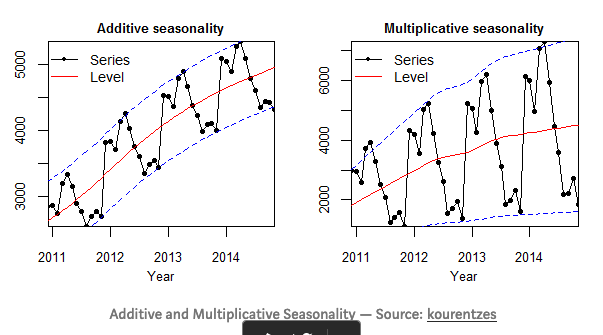 Additive seasonality
Series
Level
5000
4000
3000
2011 2012 2013 2014
Year
Multiplicative seasonality
Series
Level
6000
4000
2000
2011 2012 2013 2014
Year
Additive and Multiplicative Seasonality — Source: kourentzes